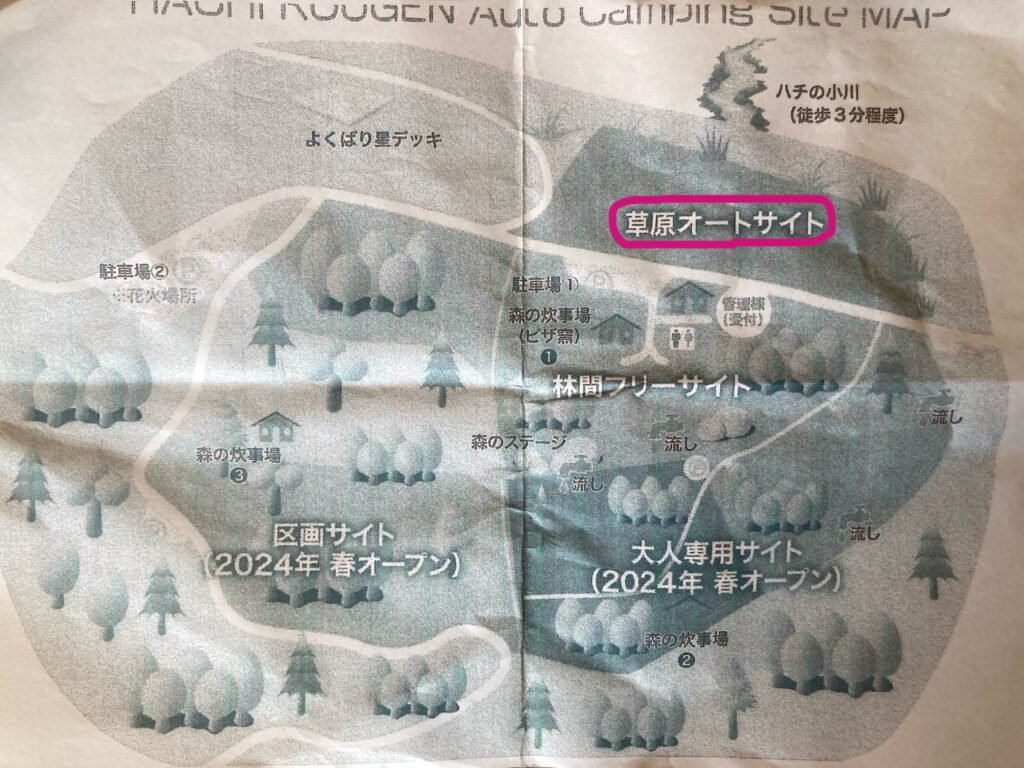 HACHI KOUGEN Auto Camping Site MAP
ハチの小川
(徒歩3分程度)
よくばり星デッキ
草原オートサイト
駐車場②
※花火場所
駐車場①
森の炊事場
(ピザ窯)
❶
管理棟
(受付)
林間フリーサイト
流し
森のステージ
流し
流し
森の炊事場
❸
流し
区画サイト
(2024年 春オープン)
大人専用サイト
(2024年 春オープン)
森の炊事場
❷